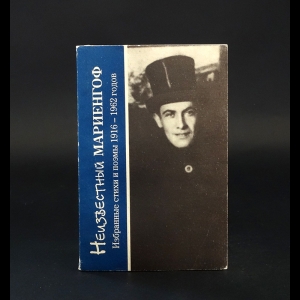 Неизвестный МАРИЕНГОФ
Избранные стихи и поэмы 1916 – 1962 годов